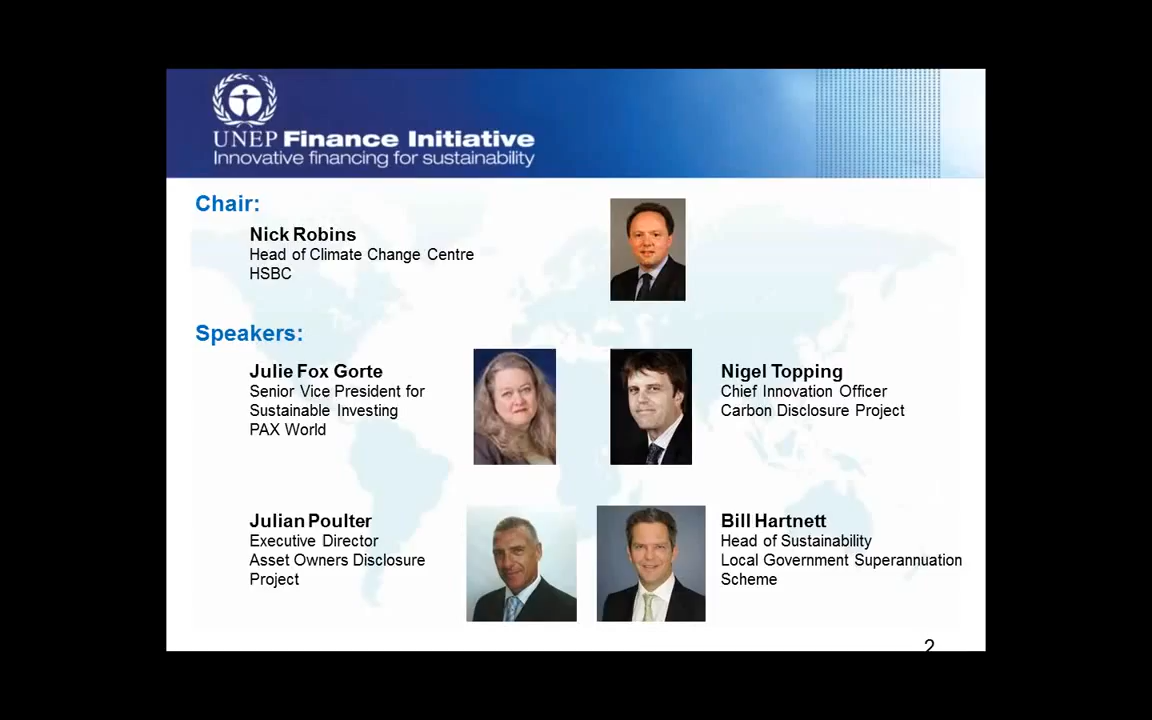 UNEP Finance Initiative
Innovative financing for sustainability
Chair:
Nick Robins
Head of Climate Change Centre
HSBC
Speakers:
Julie Fox Gorte
Senior Vice President for
Sustainable Investing
PAX World
Nigel Topping
Chief Innovation Officer
Carbon Disclosure Project
Julian Poulter
Executive Director
Asset Owners Disclosure
Project
Bill Hartnett
Head of Sustainability
Local Government Superannuation
Scheme
2